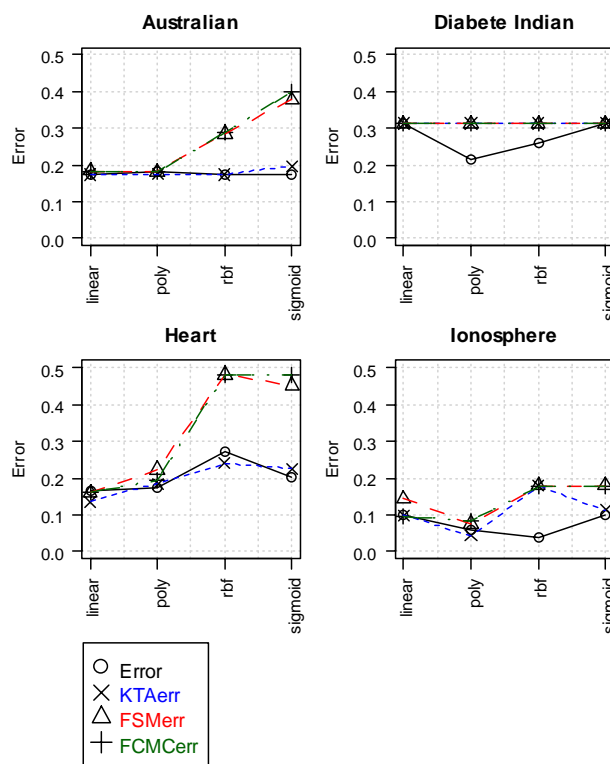 Australian
Error
0.5
0.4
0.3
0.2
0.1
0.0
linear
poly
rbf
sigmoid
Diabete Indian
Error
0.5
0.4
0.3
0.2
0.1
0.0
linear
poly
rbf
sigmoid
Heart
Error
0.5
0.4
0.3
0.2
0.1
0.0
linear
poly
rbf
sigmoid
Ionosphere
Error
0.5
0.4
0.3
0.2
0.1
0.0
linear
poly
rbf
sigmoid
Error
KTAerr
FSMerr
FCMCerr